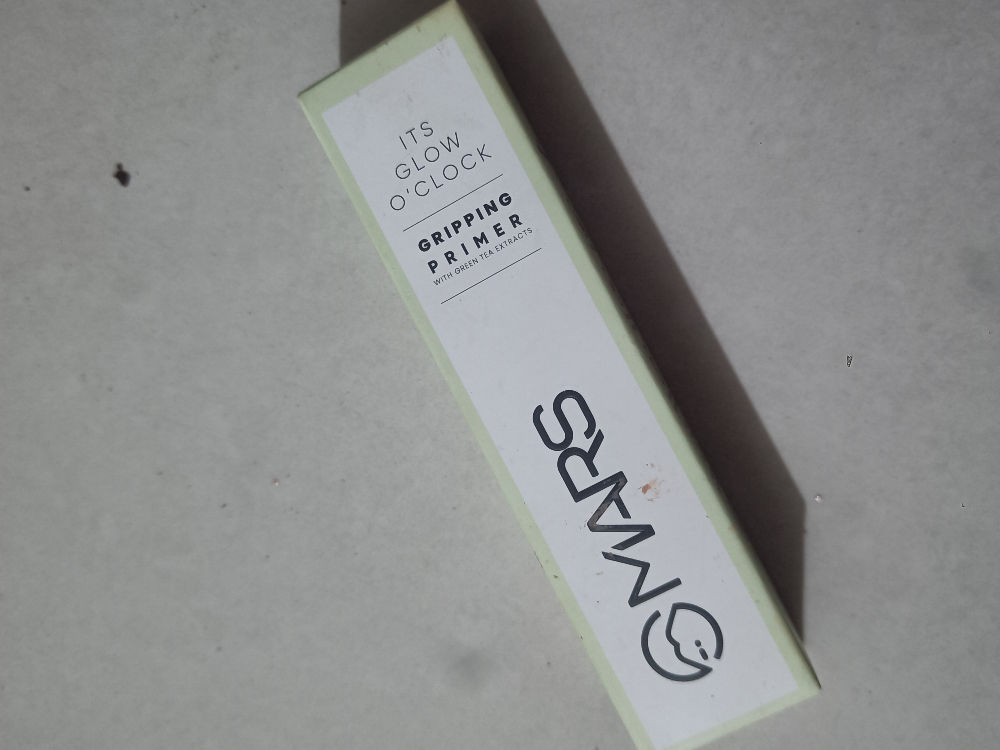 ITS
GLOW
O'CLOCK
GRIPPING
PRIMER
WITH GREEN TEA EXTRACTS
MARS